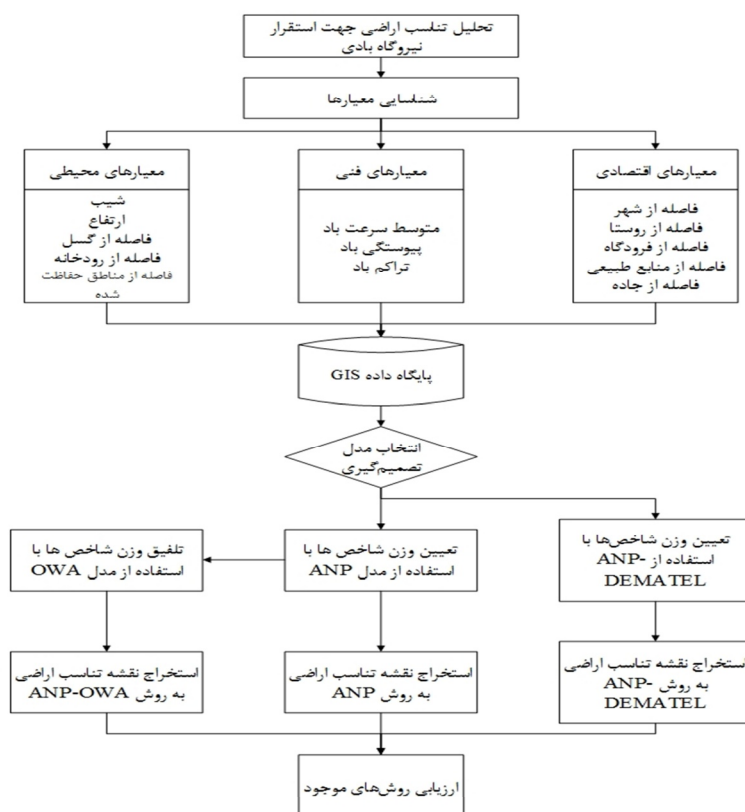 تحلیل تناسب اراضی جهت استقرار
نیروگاه بادی
شناسایی معیارها
معیارهای اقتصادی
فاصله از شهر
فاصله از روستا
فاصله از فرودگاه
فاصله از منابع طبیعی
فاصله از جاده
معیارهای فنی
متوسط سرعت باد
پیوستگی باد
تراکم باد
معیارهای محیطی
شیب
ارتفاع
فاصله از گسل
فاصله از رودخانه
فاصله از مناطق حفاظت
شده
پایگاه داده GIS
انتخاب مدل
تصمیم‌گیری
تعیین وزن شاخص‌ها با
استفاده از ANP-
DEMATEL
تعیین وزن شاخص ها با
استفاده از مدل ANP
تلفیق وزن شاخص ها با
استفاده از مدل OWA
استخراج نقشه تناسب اراضی
به روش ANP-
DEMATEL
استخراج نقشه تناسب اراضی
به روش ANP
استخراج نقشه تناسب اراضی
به روش ANP-OWA
ارزیابی روش‌های موجود